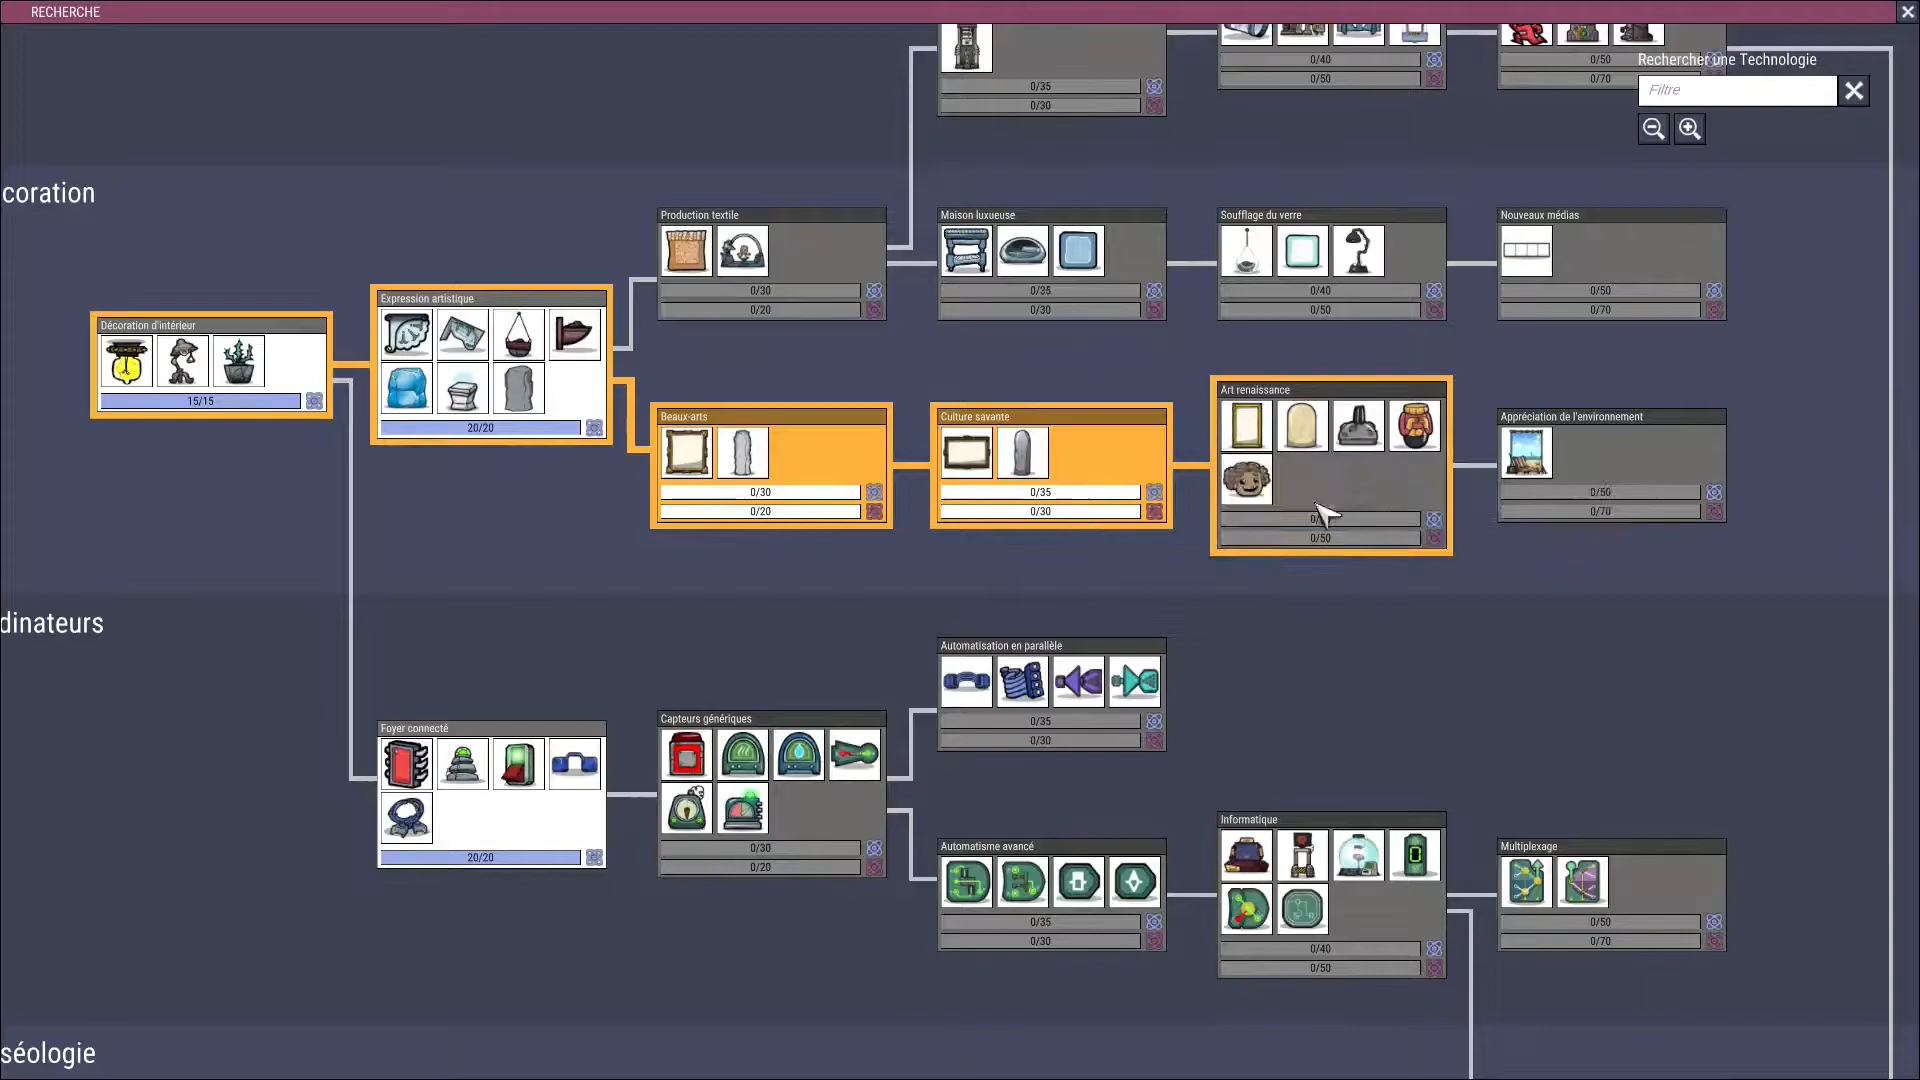 RECHERCHE
0/35
0/30
0/40
0/50
0/50
0/70
Rechercher une Technologie
Filtre
coration
Production textile
0/30
0/20
Maison luxueuse
0/35
0/30
Soufflage du verre
0/40
0/50
Nouveaux médias
0/50
0/70
Décoration d'intérieur
15/15
Expression artistique
20/20
Beaux-arts
0/30
0/20
Culture savante
0/35
0/30
Art renaissance
0/50
Appréciation de l'environnement
0/50
0/70
dinateurs
Automatisation en parallèle
0/35
0/30
Foyer connecté
20/20
Capteurs génériques
0/30
0/20
Automatisme avancé
0/35
0/30
Informatique
0
0/40
0/50
Multiplexage
0/50
0/70
séologie